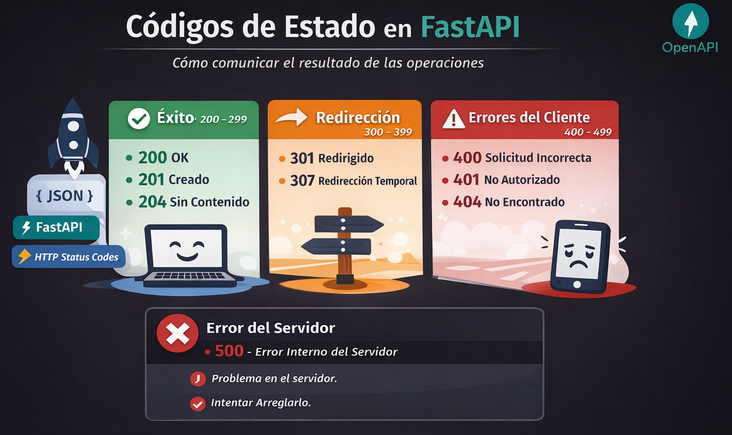 Códigos de Estado en FastAPI
OpenAPI
Cómo comunicar el resultado de las operaciones
Éxito 200 - 299
200 OK
201 Creado
204 Sin Contenido
Redirección
300 - 399
301 Redirigido
307 Redirección Temporal
Errores del Cliente
400 - 499
400 Solicitud Incorrecta
401 No Autorizado
404 No Encontrado
{ JSON }
FastAPI
HTTP Status Codes
Error del Servidor
500 - Error Interno del Servidor
Problema en el servidor.
Intentar Arreglarlo.